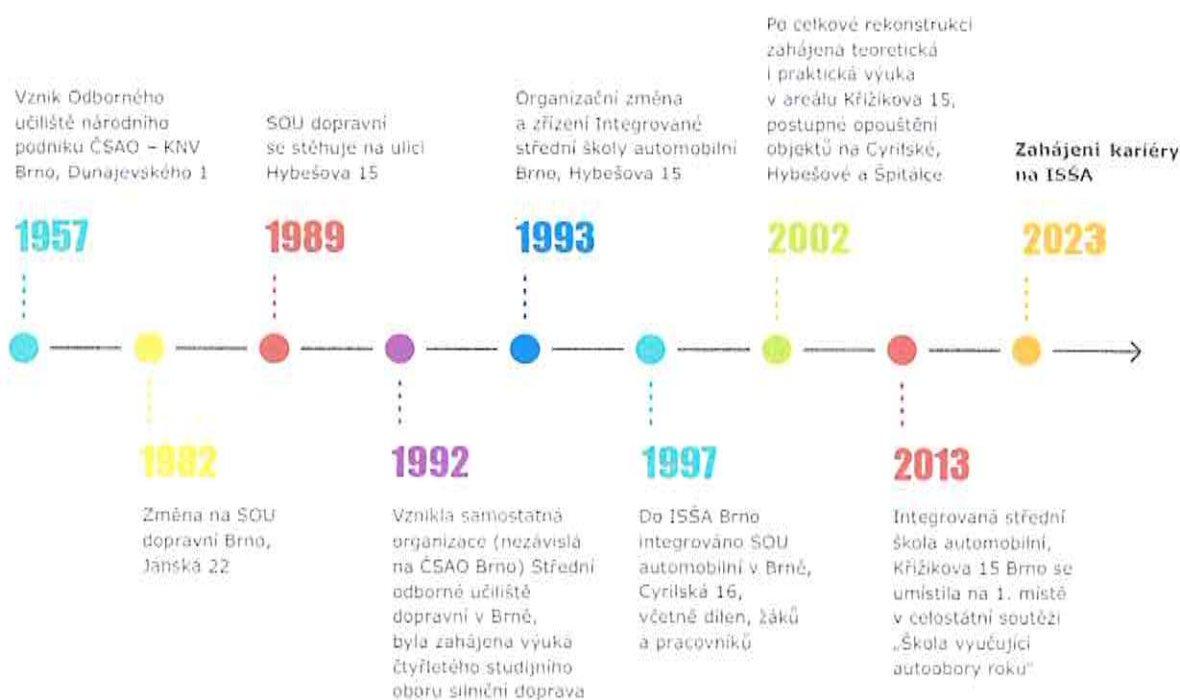 Vznik Odborného
učiliště národního
podniku ČSAO – KNV
Brno, Dunajevského 1
1957
1982
Změna na SOU
dopravní Brno,
Jánská 22
SOU dopravní
se stěhuje na ulici
Hybešova 15
1989
1992
Vznikla samostatná
organizace (nezávislá
na ČSAO Brno) Střední
odborné učiliště
dopravní v Brně,
byla zahájena výuka
čtyřletého studijního
oboru silniční doprava
Organizační změna
a zřízení Integrované
střední školy automobilní
Brno, Hybešova 15
1993
1997
Do ISŠA Brno
integrováno SOU
automobilní v Brně,
Cyrilská 16,
včetně dílen, žáků
a pracovníků
Po celkové rekonstrukci
zahájena teoretická
i praktická výuka
v areálu Křižíkova 15,
postupné opouštění
objektů na Cyrilské,
Hybešové a Špitálce
2002
2013
Integrovaná střední
škola automobilní,
Křižíkova 15 Brno se
umístila na 1. místě
v celostátní soutěži
„Škola vyučující
autoobory roku“
Zahájení kariéry
na ISŠA
2023